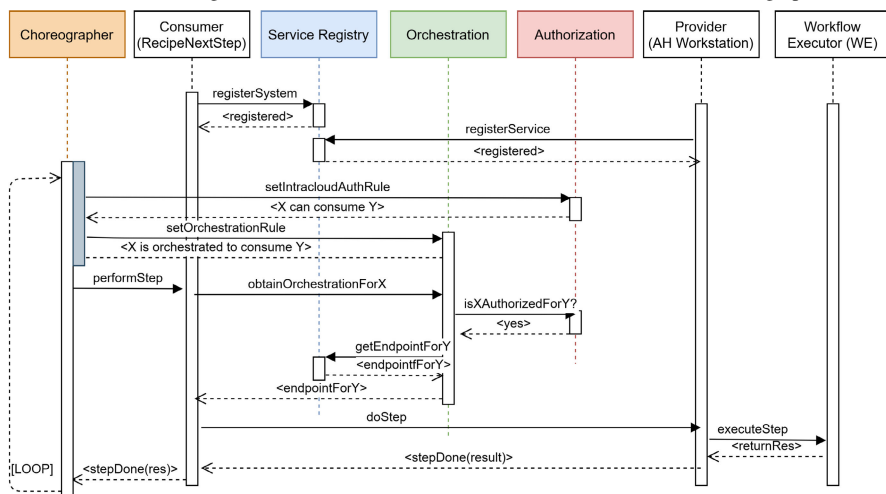 Choreographer
Consumer
(RecipeNextStep)
Service Registry
Orchestration
Authorization
Provider
(AH Workstation)
Workflow
Executor (WE)
registerSystem
<registered>
registerService
<registered>
setIntracloudAuthRule
<X can consume Y>
setOrchestrationRule
<X is orchestrated to consume Y>
performStep
obtainOrchestrationForX
isXAuthorizedForY?
<yes>
getEndpointForY
<endpointfForY>
<endpointForY>
doStep
executeStep
<returnRes>
<stepDone(result)>
[LOOP]
<stepDone(res)>